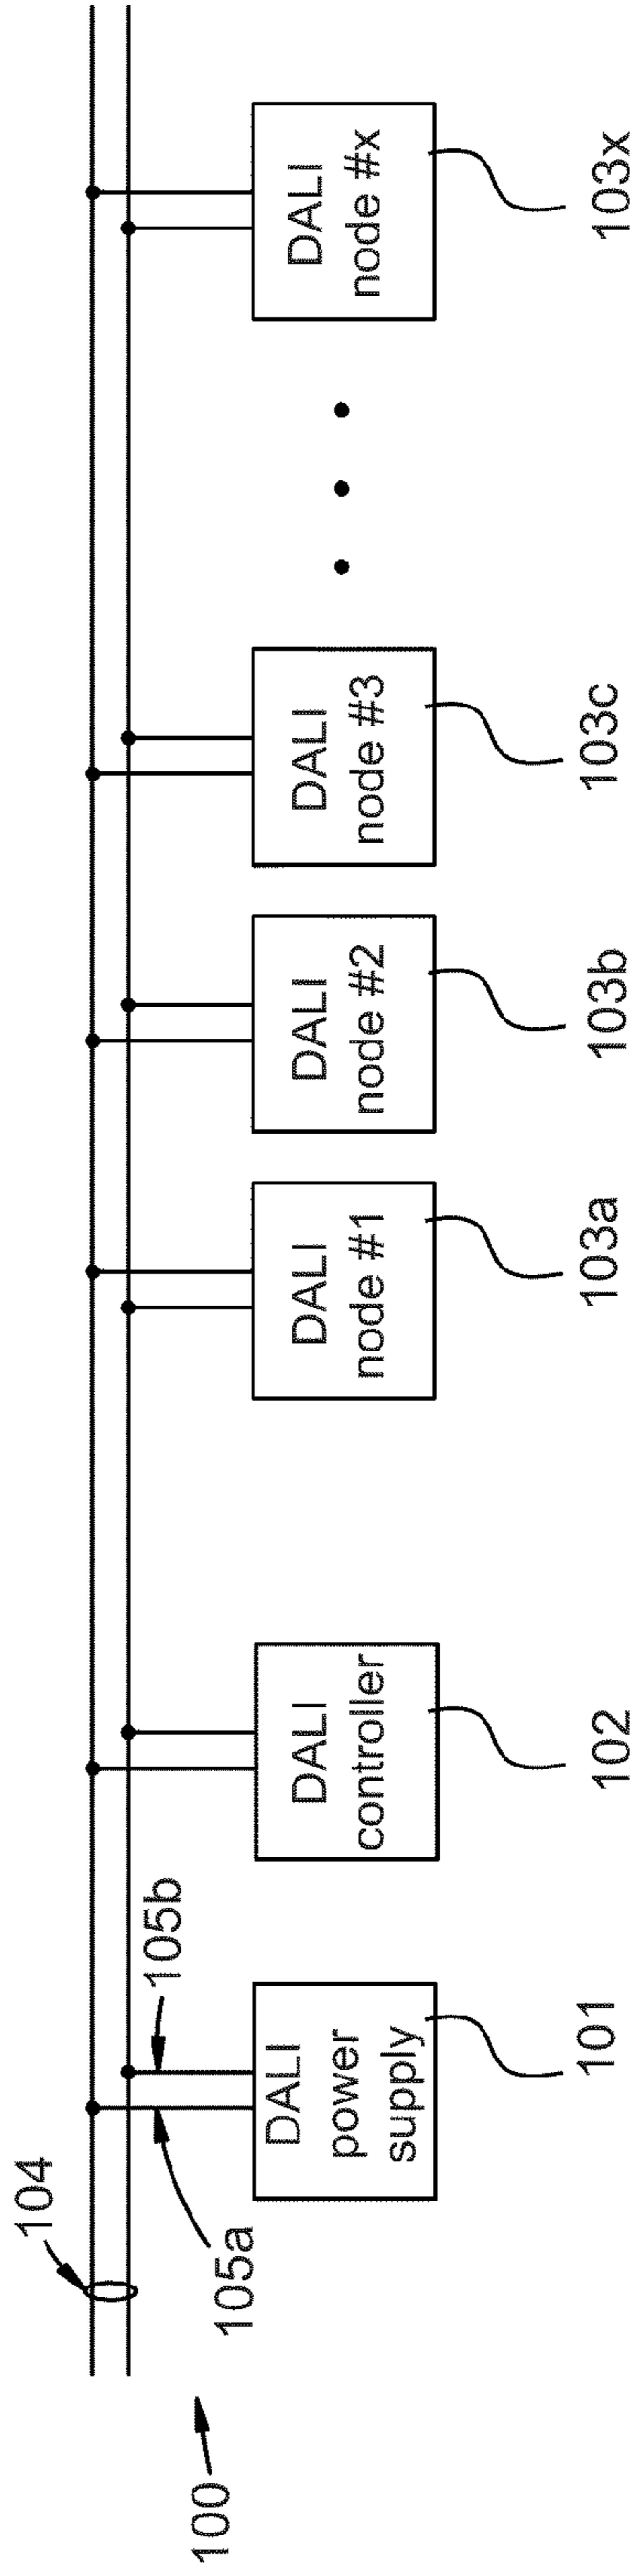 100
104
105a
105b
DALI
power
supply
101
DALI
controller
102
DALI
node #1
103a
DALI
node #2
103b
DALI
node #3
103c
DALI
node #x
103x